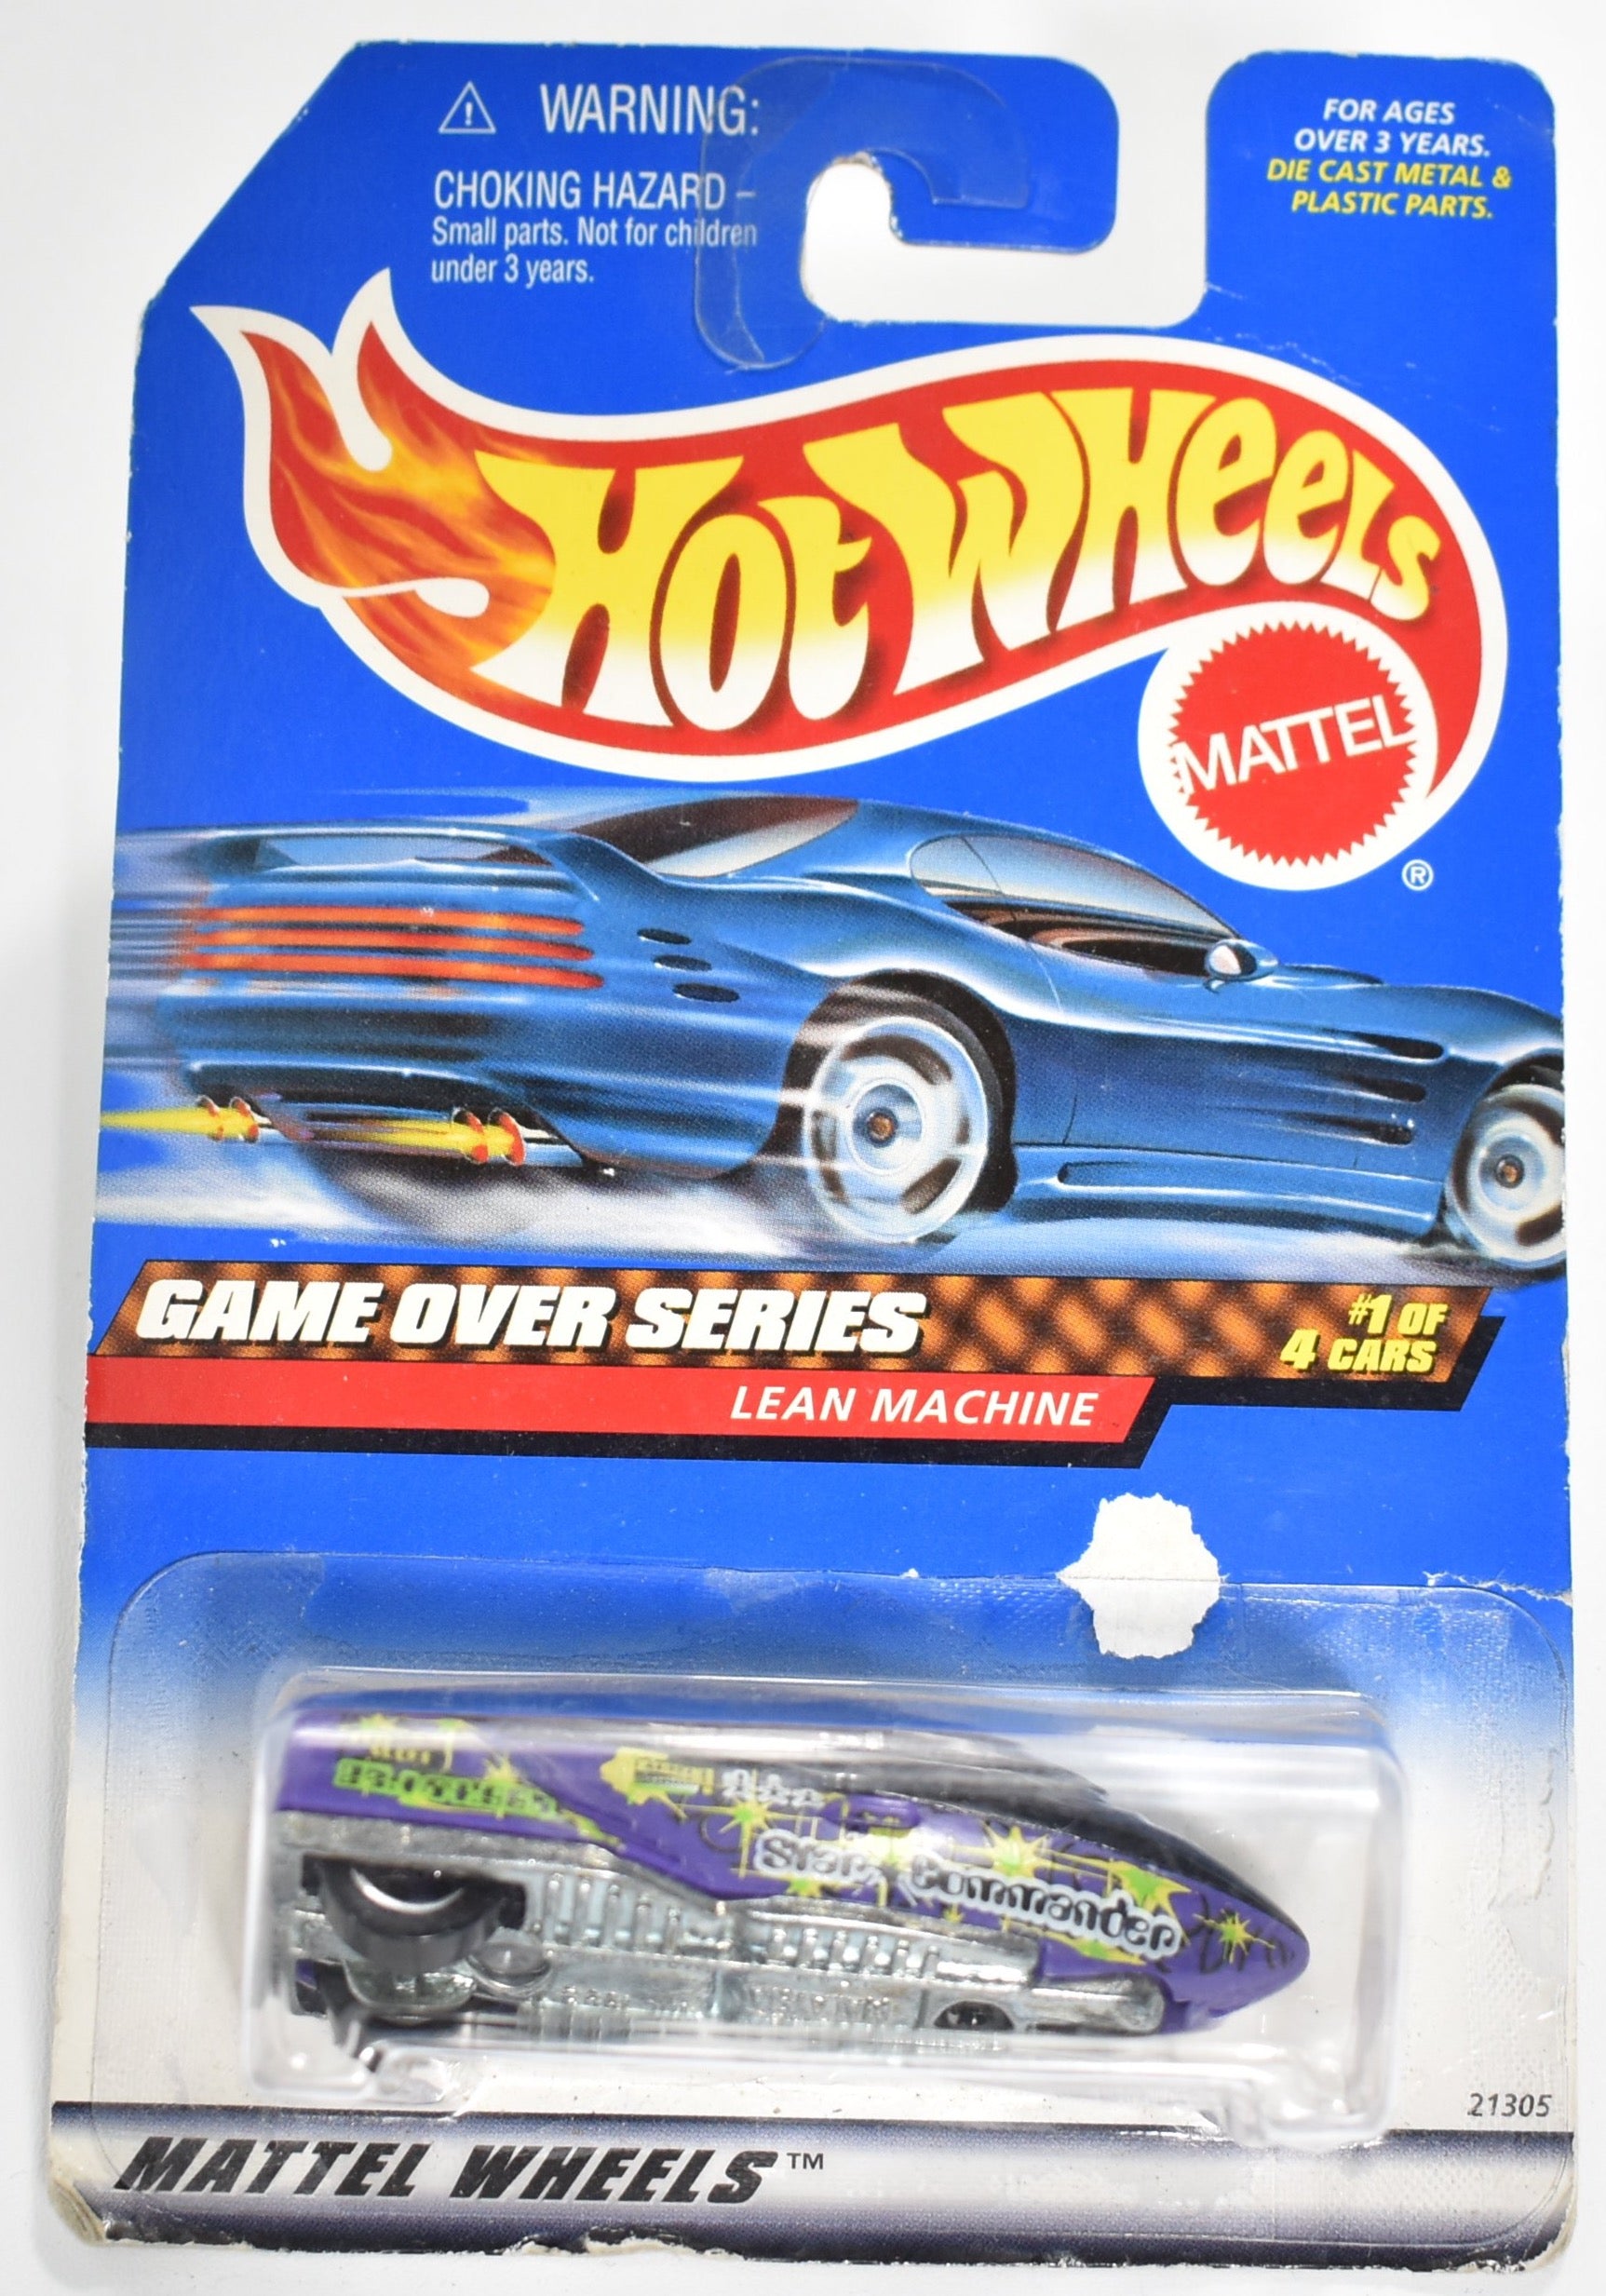 WARNING:
CHOKING HAZARD –
Small parts. Not for children
under 3 years.
FOR AGES
OVER 3 YEARS.
DIE CAST METAL &
PLASTIC PARTS.
Hot Wheels
MATTEL
®
GAME OVER SERIES
#1 OF
4 CARS
LEAN MACHINE
Star Commander
21305
MATTEL WHEELS™